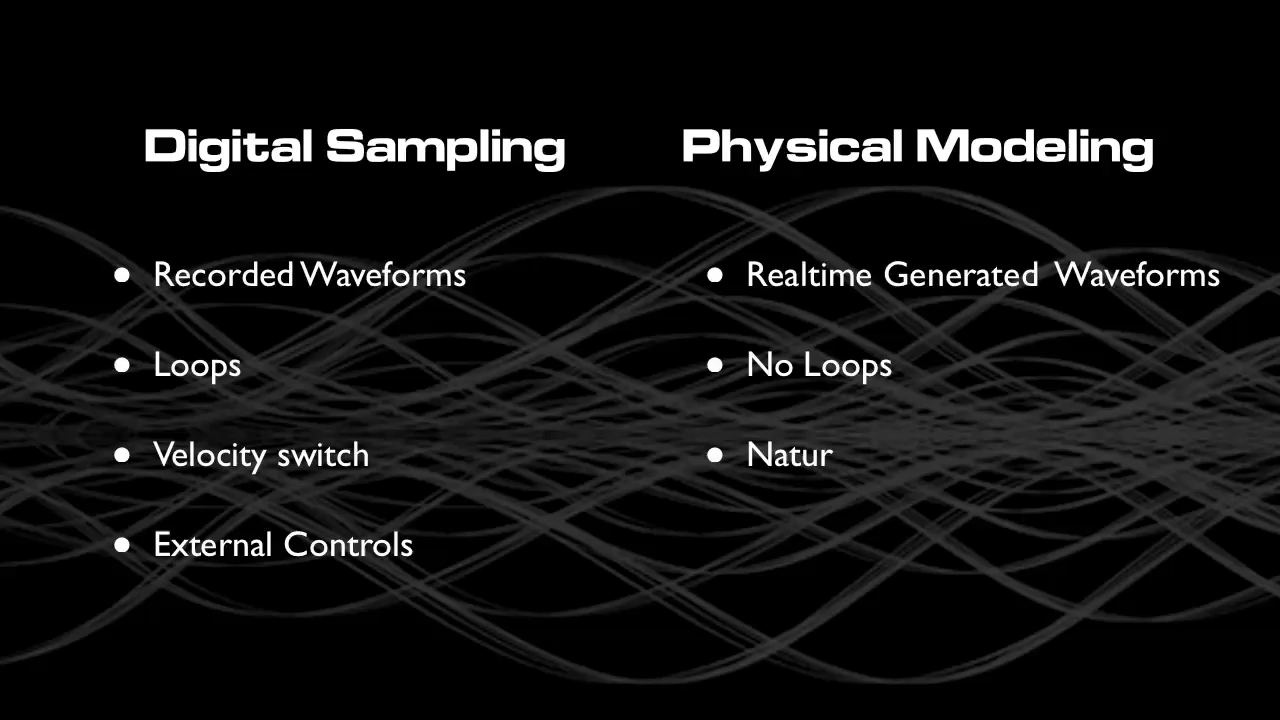 Digital Sampling
• Recorded Waveforms
• Loops
• Velocity switch
• External Controls
Physical Modeling
• Realtime Generated Waveforms
• No Loops
• Natur